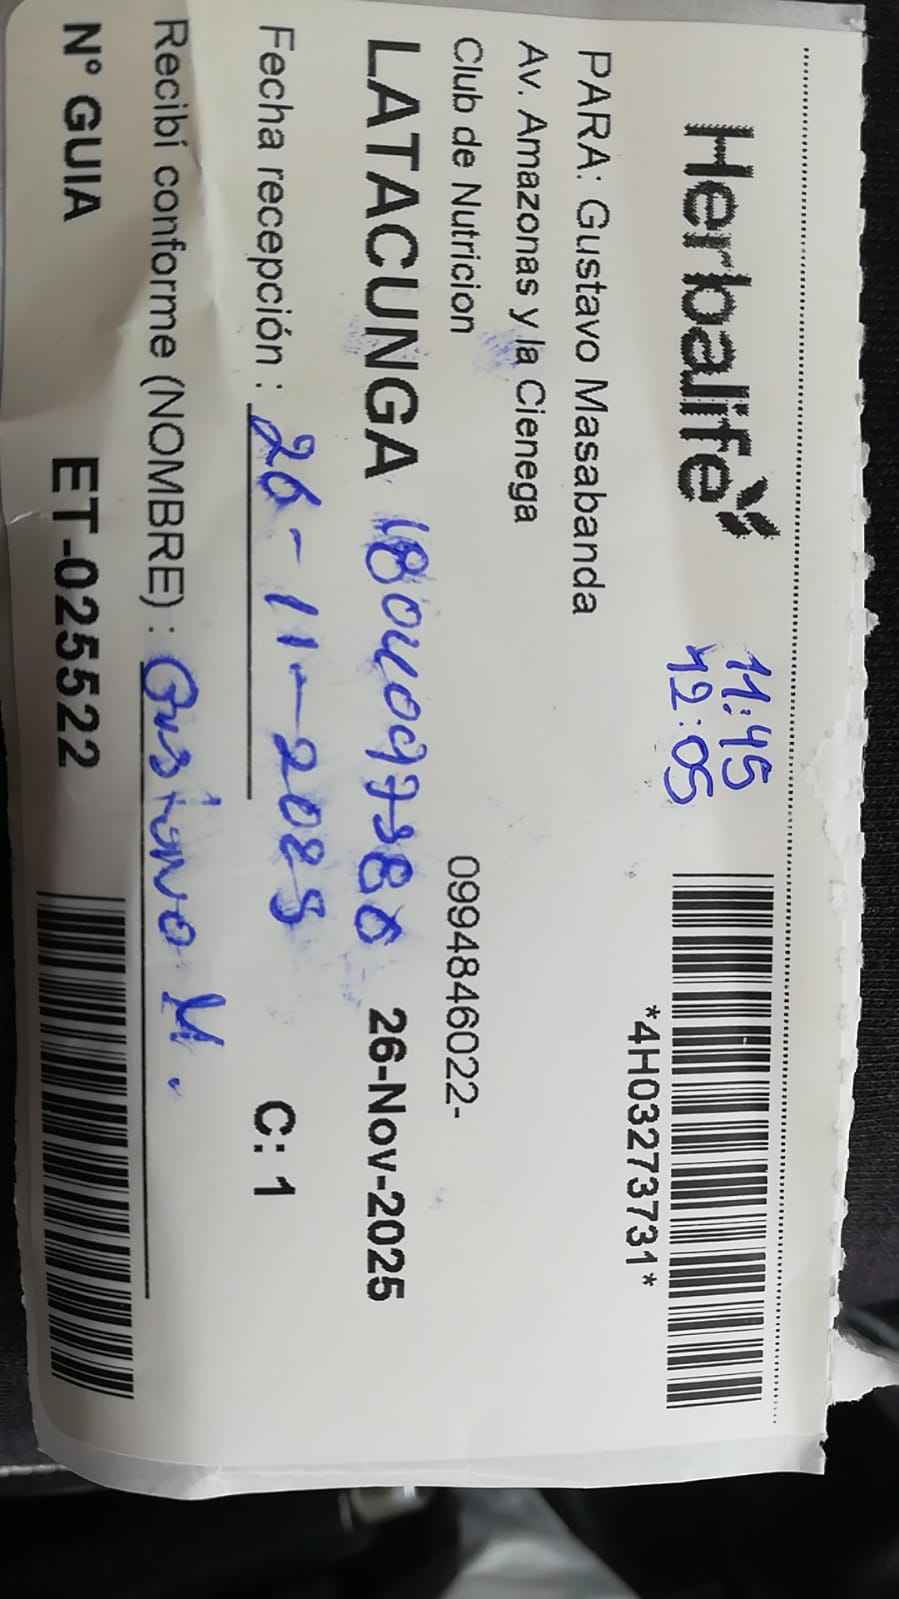 Herbalife
11:45
12:05
*4H03273731*
PARA: Gustavo Masabanda
Av. Amazonas y la Cienega
Club de Nutricion 0994846022-
LATACUNGA 26-Nov-2025
Fecha recepción : 26-11-2025 C: 1
Recibí conforme (NOMBRE) : Gustavo M.
N° GUIA ET-025522